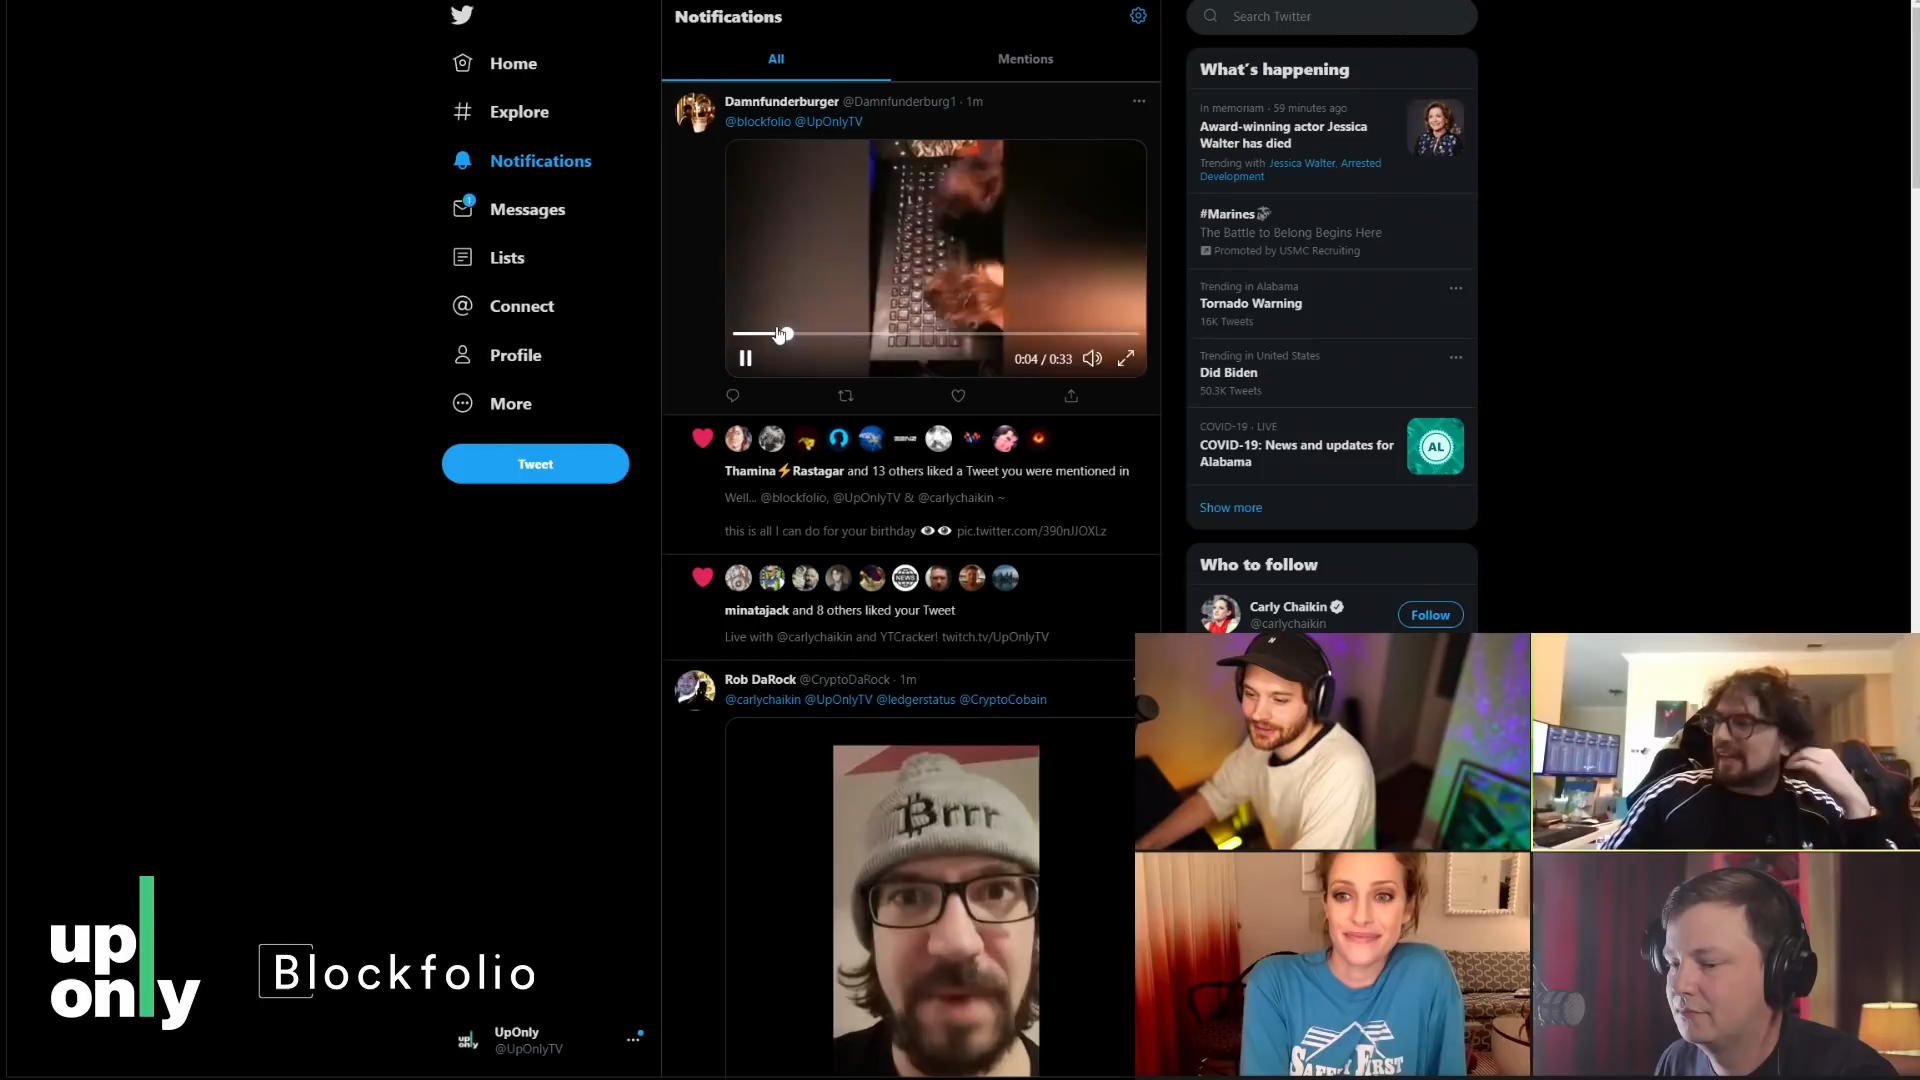 Home
Explore
Notifications
1
Messages
Lists
Connect
Profile
More
Tweet
up
only
Blockfolio
up
only
UpOnly
@UpOnlyTV
Notifications
All
Mentions
Damnfunderburger @Damnfunderburg1 · 1m
@blockfolio @UpOnlyTV
0:04 / 0:33
Thamina⚡Rastagar and 13 others liked a Tweet you were mentioned in
Well... @blockfolio, @UpOnlyTV & @carlychaikin ~
this is all I can do for your birthday 👁👁 pic.twitter.com/390nJJOXLz
NEWS
minatajack and 8 others liked your Tweet
Live with @carlychaikin and YTCracker! twitch.tv/UpOnlyTV
Rob DaRock @CryptoDaRock · 1m
@carlychaikin @UpOnlyTV @ledgerstatus @CryptoCobain
₿rrr
Search Twitter
What's happening
In memoriam · 59 minutes ago
Award-winning actor Jessica
Walter has died
Trending with Jessica Walter, Arrested
Development
#Marines
The Battle to Belong Begins Here
Promoted by USMC Recruiting
Trending in Alabama
Tornado Warning
16K Tweets
Trending in United States
Did Biden
50.3K Tweets
COVID-19 · LIVE
COVID-19: News and updates for
Alabama
AL
Show more
Who to follow
Carly Chaikin
@carlychaikin
Follow
SAFETY FIRST